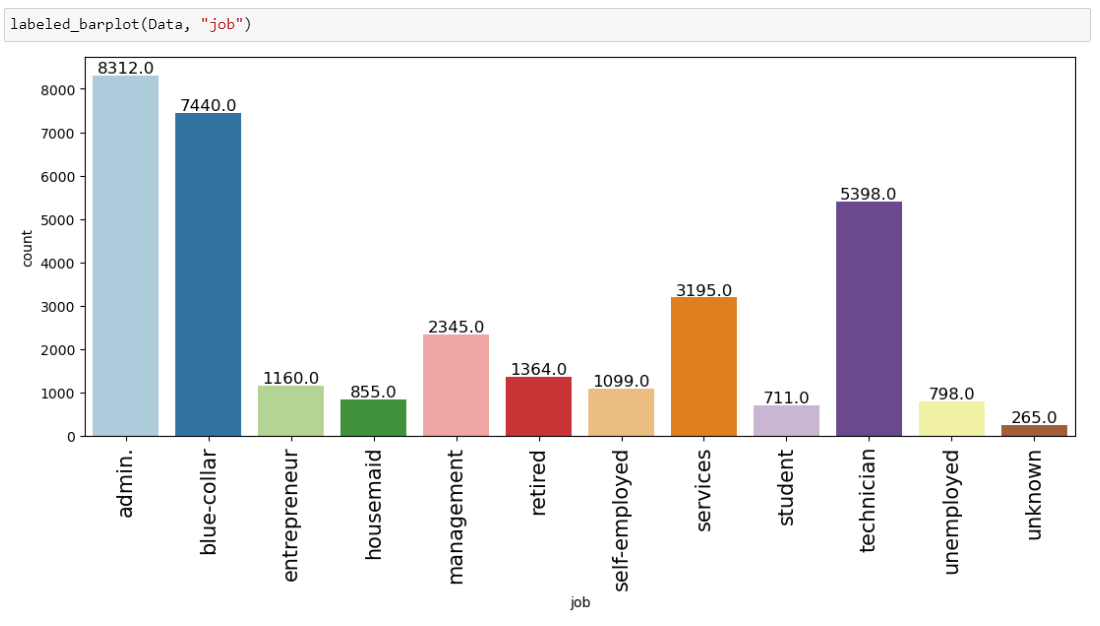 labeled_barplot(Data, "job")
8312.0
7440.0
1160.0
855.0
2345.0
1364.0
1099.0
3195.0
711.0
5398.0
798.0
265.0
count
8000
7000
6000
5000
4000
3000
2000
1000
0
admin.
blue-collar
entrepreneur
housemaid
management
retired
self-employed
services
student
technician
unemployed
unknown
job